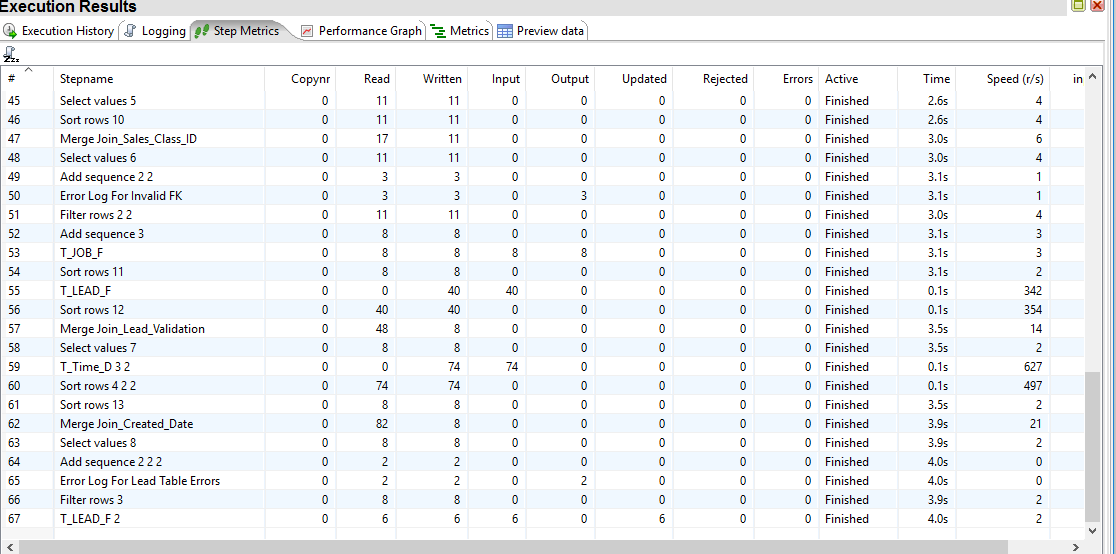 Execution Results
Execution History Logging Step Metrics Performance Graph Metrics Preview data
# Stepname Copynr Read Written Input Output Updated Rejected Errors Active Time Speed (r/s) in
45 Select values 5 0 11 11 0 0 0 0 0 Finished 2.6s 4
46 Sort rows 10 0 11 11 0 0 0 0 0 Finished 2.6s 4
47 Merge Join_Sales_Class_ID 0 17 11 0 0 0 0 0 Finished 3.0s 6
48 Select values 6 0 11 11 0 0 0 0 0 Finished 3.0s 4
49 Add sequence 2 2 0 3 3 0 0 0 0 0 Finished 3.1s 1
50 Error Log For Invalid FK 0 3 3 0 3 0 0 0 Finished 3.1s 1
51 Filter rows 2 2 0 11 11 0 0 0 0 0 Finished 3.0s 4
52 Add sequence 3 0 8 8 0 0 0 0 0 Finished 3.1s 3
53 T_JOB_F 0 8 8 8 8 0 0 0 Finished 3.1s 3
54 Sort rows 11 0 8 8 0 0 0 0 0 Finished 3.1s 2
55 T_LEAD_F 0 0 40 40 0 0 0 0 Finished 0.1s 342
56 Sort rows 12 0 40 40 0 0 0 0 0 Finished 0.1s 354
57 Merge Join_Lead_Validation 0 48 8 0 0 0 0 0 Finished 3.5s 14
58 Select values 7 0 8 8 0 0 0 0 0 Finished 3.5s 2
59 T_Time_D 3 2 0 0 74 74 0 0 0 0 Finished 0.1s 627
60 Sort rows 4 2 2 0 74 74 0 0 0 0 0 Finished 0.1s 497
61 Sort rows 13 0 8 8 0 0 0 0 0 Finished 3.5s 2
62 Merge Join_Created_Date 0 82 8 0 0 0 0 0 Finished 3.9s 21
63 Select values 8 0 8 8 0 0 0 0 0 Finished 3.9s 2
64 Add sequence 2 2 2 0 2 2 0 0 0 0 0 Finished 4.0s 0
65 Error Log For Lead Table Errors 0 2 2 0 2 0 0 0 Finished 4.0s 0
66 Filter rows 3 0 8 8 0 0 0 0 0 Finished 3.9s 2
67 T_LEAD_F 2 0 6 6 6 0 6 0 0 Finished 4.0s 2